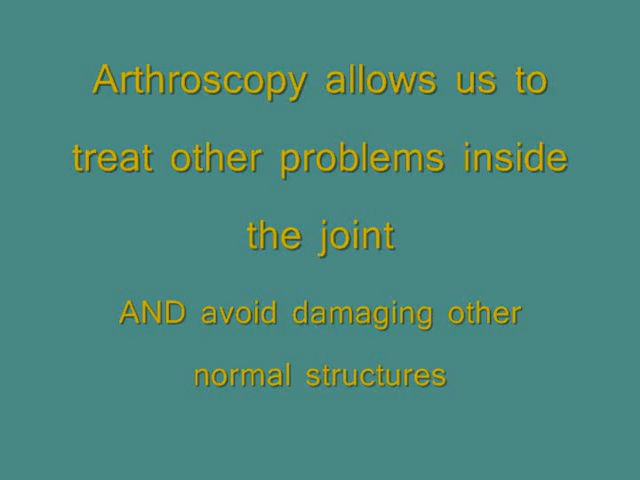 Arthroscopy allows us to
treat other problems inside
the joint
AND avoid damaging other
normal structures